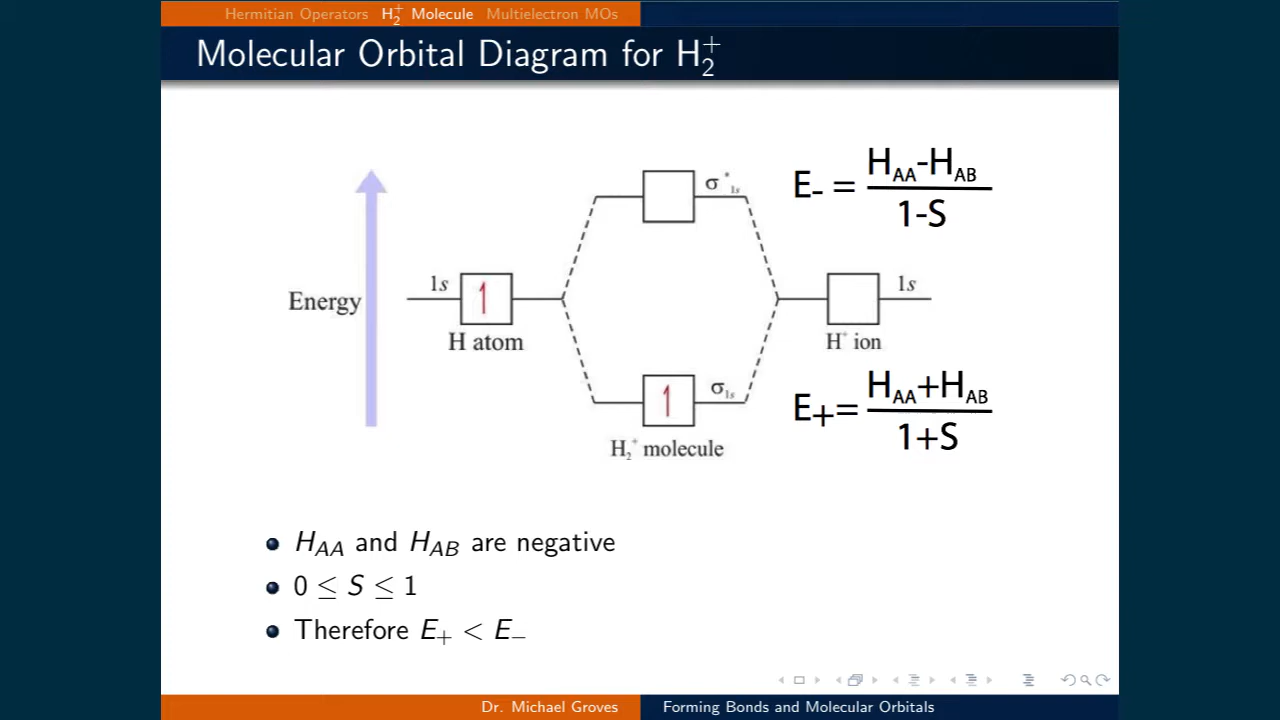 Hermitian Operators H₂⁺ Molecule Multielectron MOs
Molecular Orbital Diagram for H₂⁺
E- = (H_AA-H_AB)/(1-S)
σ*₁s
1s
1s
1
Energy
H atom
H⁺ ion
E+= (H_AA+H_AB)/(1+S)
1
σ₁s
H₂⁺ molecule
H_AA and H_AB are negative
0 ≤ S ≤ 1
Therefore E₊ < E₋
Dr. Michael Groves Forming Bonds and Molecular Orbitals